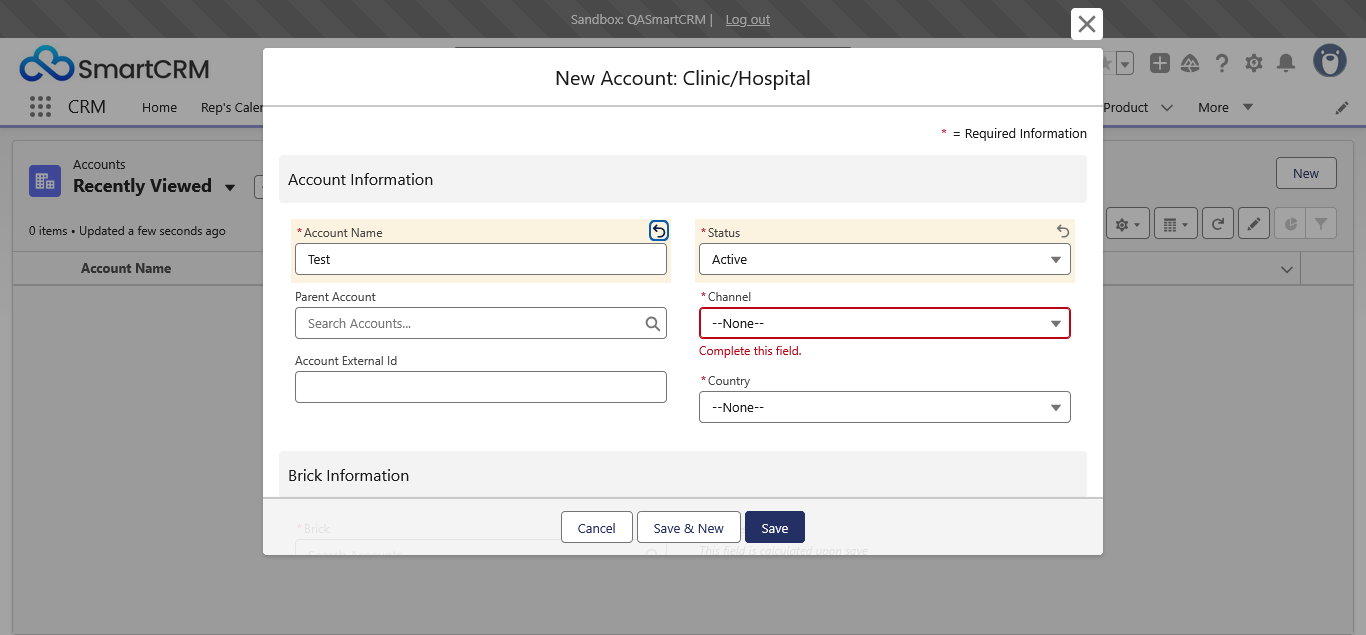 Sandbox: QASmartCRM | Log out
SmartCRM
CRM Home Rep's Caler Product More
Accounts
Recently Viewed
New
0 items • Updated a few seconds ago
Account Name
New Account: Clinic/Hospital
* = Required Information
Account Information
*Account Name
Test
*Status
Active
Parent Account
Search Accounts...
*Channel
--None--
Complete this field.
Account External Id
*Country
--None--
Brick Information
*Brick
Search Accounts...
This field is calculated upon save
Cancel Save & New Save